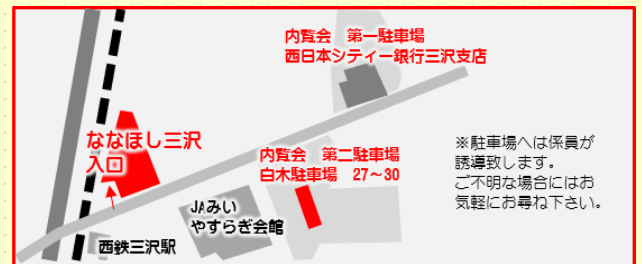 内覧会　第一駐車場
西日本シティー銀行三沢支店
ななほし三沢
入口
内覧会　第二駐車場
白木駐車場　27～30
※駐車場へは係員が
誘導致します。
ご不明な場合にはお
気軽にお尋ね下さい。
JAみい
やすらぎ会館
西鉄三沢駅